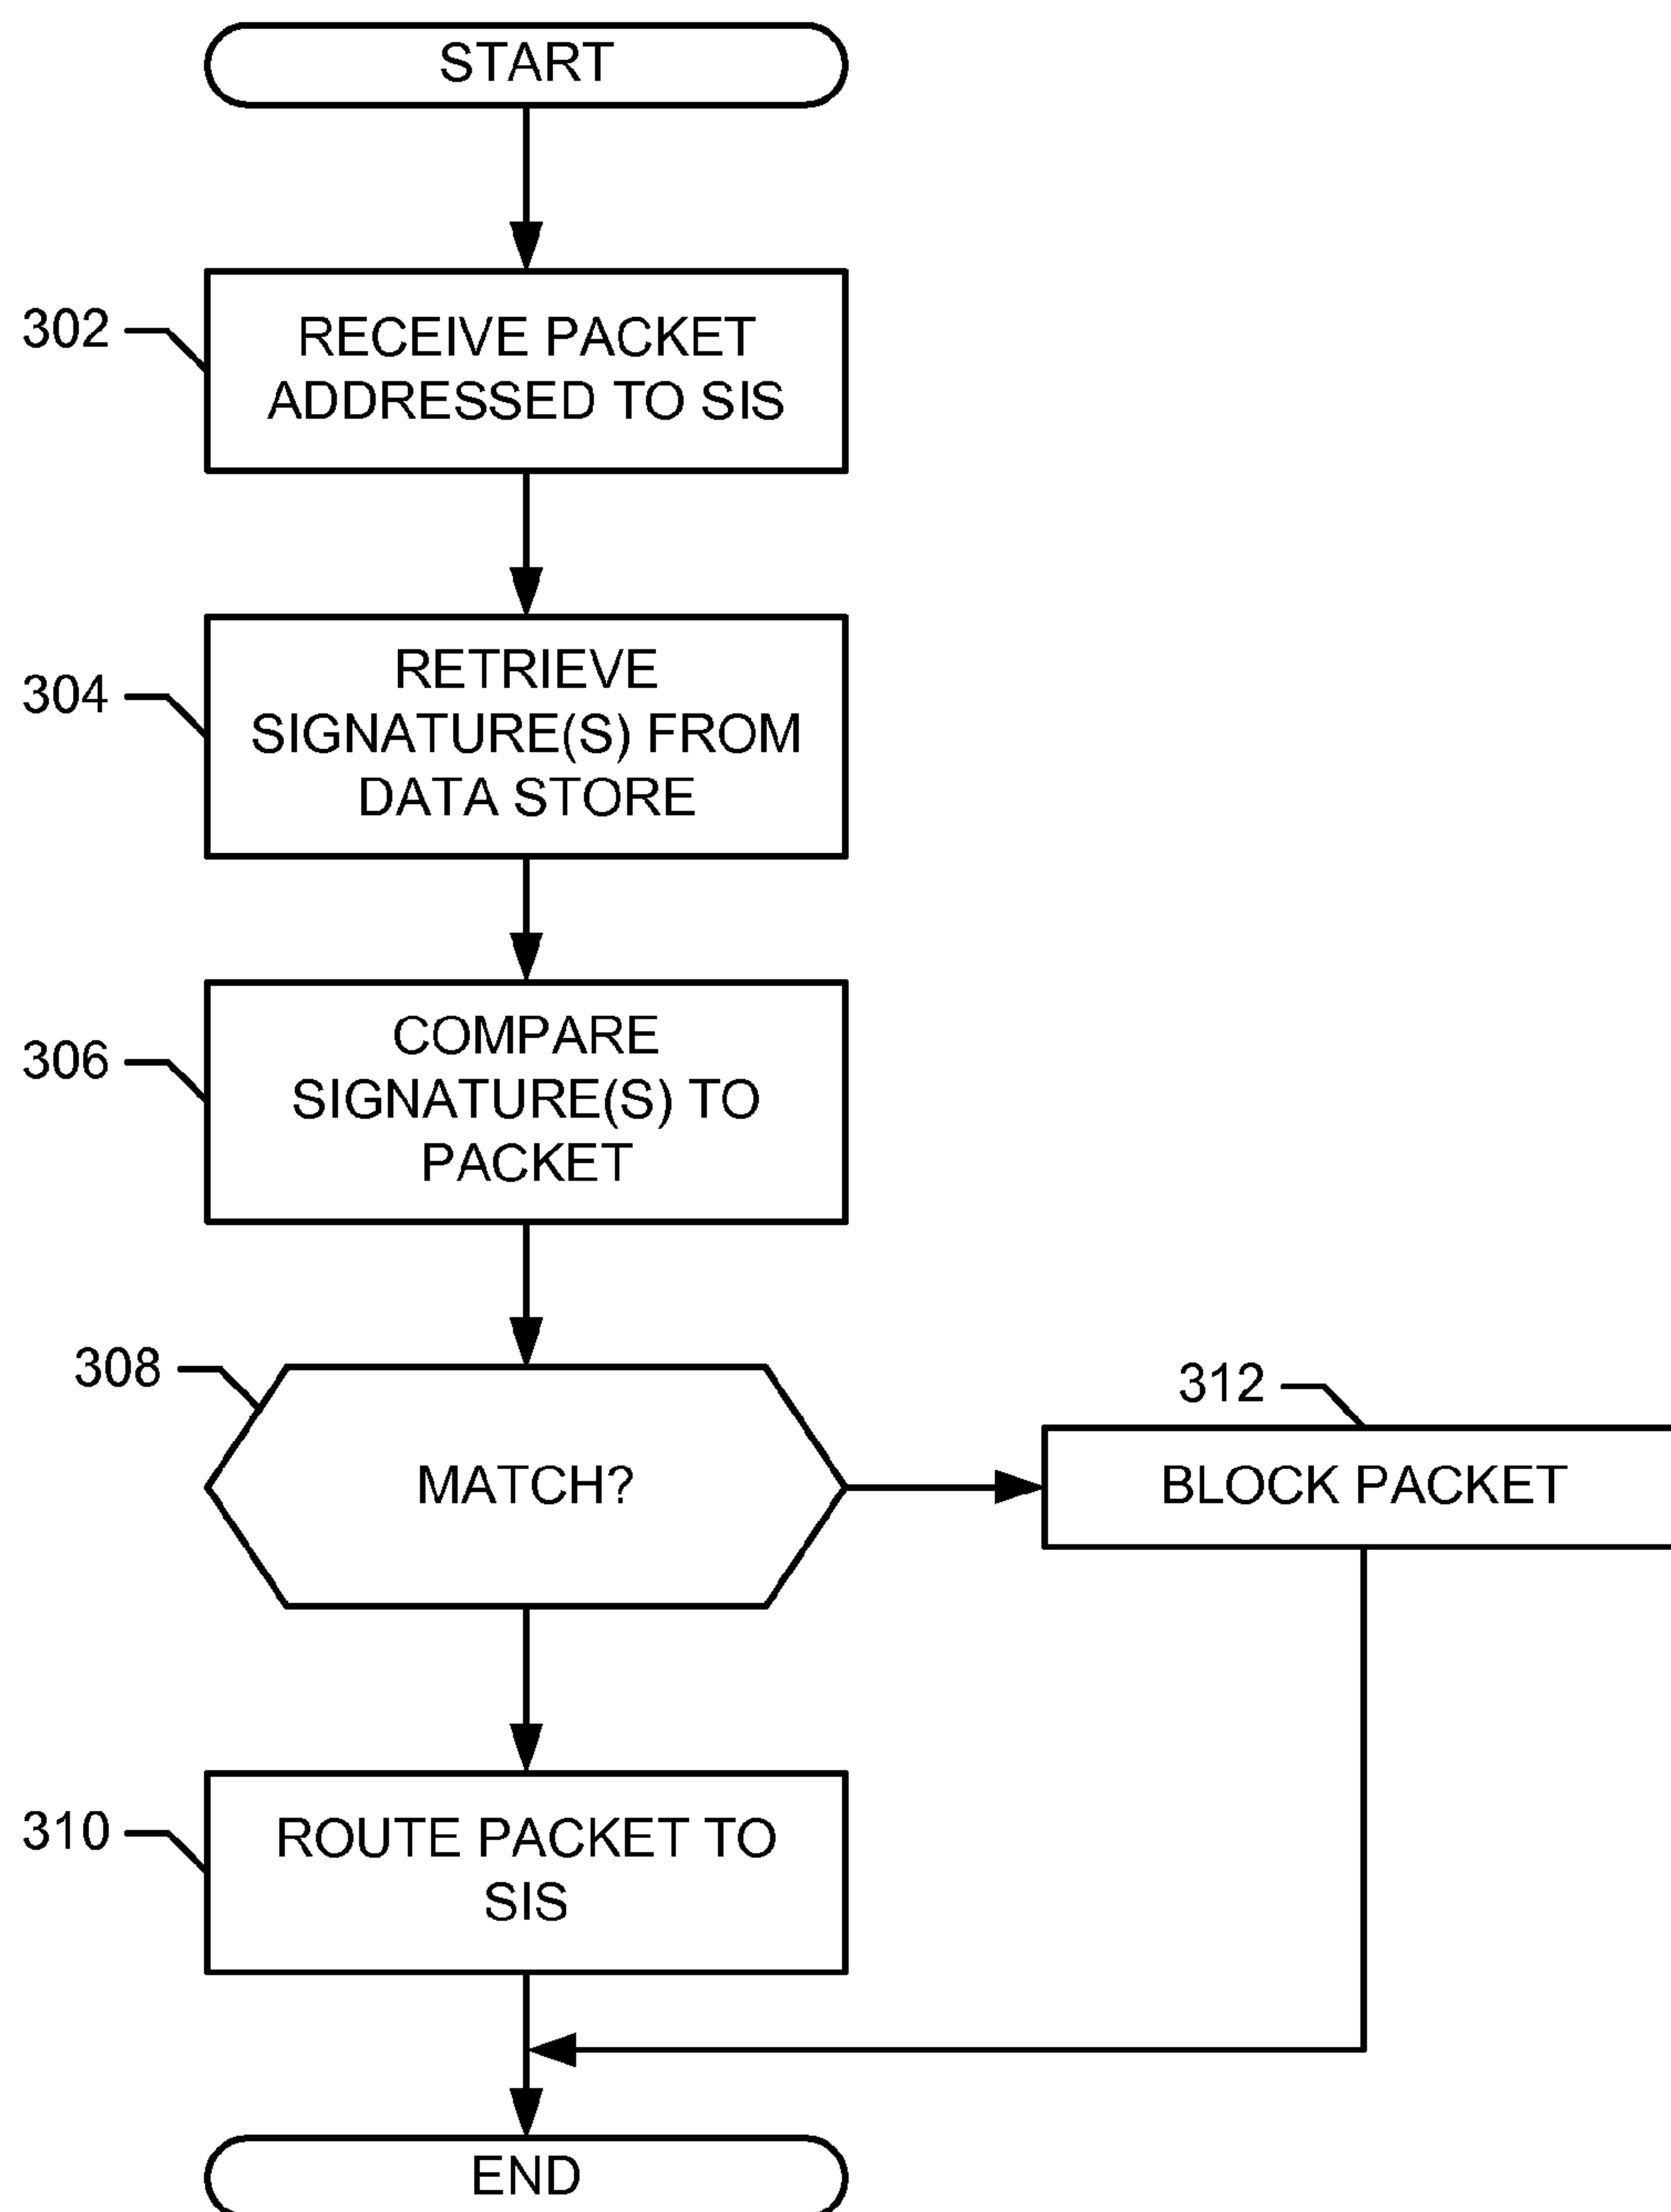 START
302
RECEIVE PACKET
ADDRESSED TO SIS
304
RETRIEVE
SIGNATURE(S) FROM
DATA STORE
306
COMPARE
SIGNATURE(S) TO
PACKET
308
MATCH?
312
BLOCK PACKET
310
ROUTE PACKET TO
SIS
END